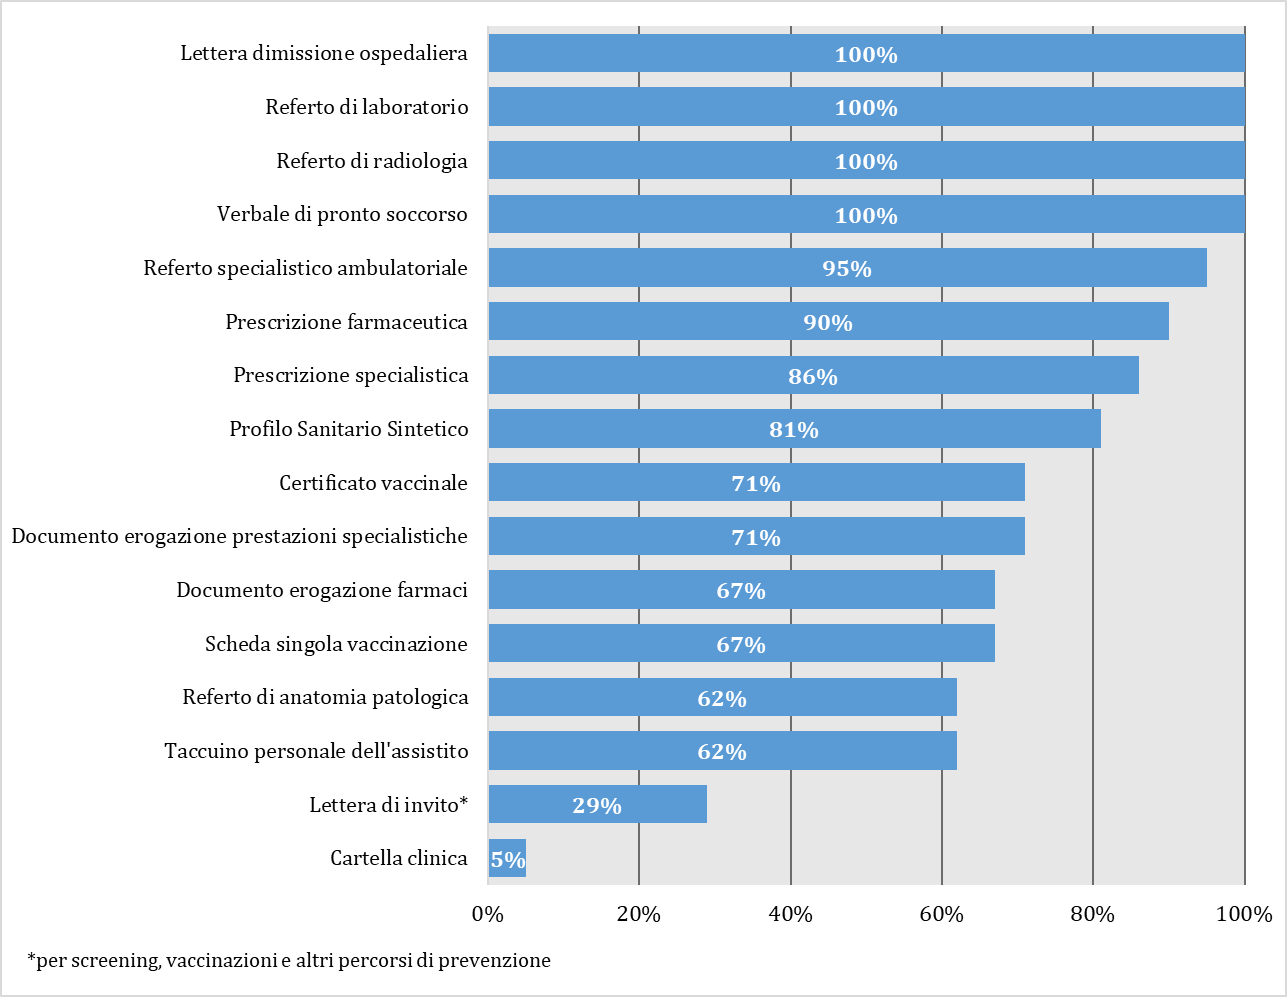 Lettera dimissione ospedaliera 100%
Referto di laboratorio 100%
Referto di radiologia 100%
Verbale di pronto soccorso 100%
Referto specialistico ambulatoriale 95%
Prescrizione farmaceutica 90%
Prescrizione specialistica 86%
Profilo Sanitario Sintetico 81%
Certificato vaccinale 71%
Documento erogazione prestazioni specialistiche 71%
Documento erogazione farmaci 67%
Scheda singola vaccinazione 67%
Referto di anatomia patologica 62%
Taccuino personale dell'assistito 62%
Lettera di invito* 29%
Cartella clinica 5%
0% 20% 40% 60% 80% 100%
*per screening, vaccinazioni e altri percorsi di prevenzione